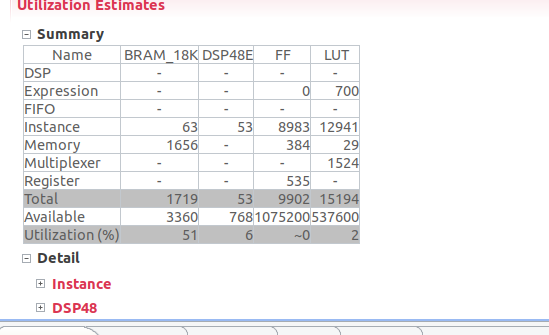 Utilization Estimates
Summary
Name BRAM_18K DSP48E FF LUT
DSP - - - -
Expression - - 0 700
FIFO - - - -
Instance 63 53 8983 12941
Memory 1656 - 384 29
Multiplexer - - - 1524
Register - - 535 -
Total 1719 53 9902 15194
Available 3360 768 1075200 537600
Utilization (%) 51 6 ~0 2
Detail
Instance
DSP48